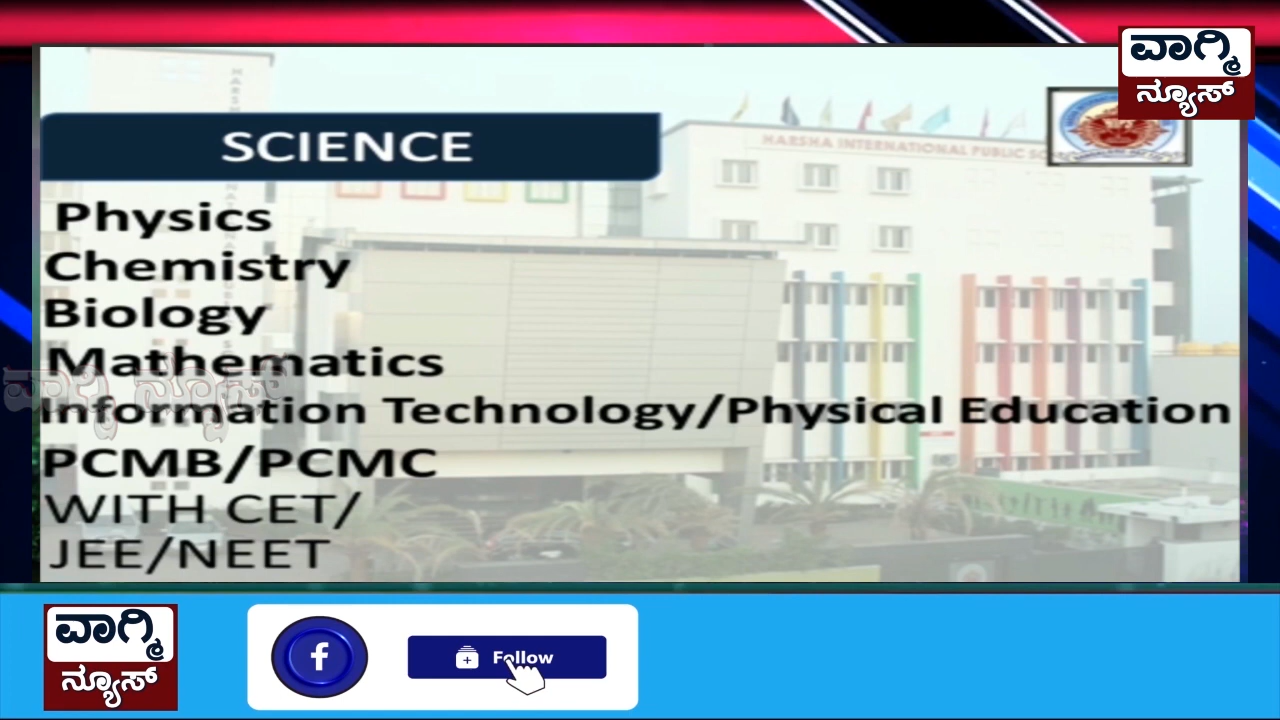 ವಾಗ್ಮಿ
ನ್ಯೂಸ್
HARSHA INTERNATIONAL PUBLIC
SCIENCE
Physics
Chemistry
Biology
Mathematics
ವಾಗ್ಮಿ ನ್ಯೂಸ್
Information Technology/Physical Education
PCMB/PCMC
WITH CET/
JEE/NEET
ವಾಗ್ಮಿ
ನ್ಯೂಸ್
f
Follow